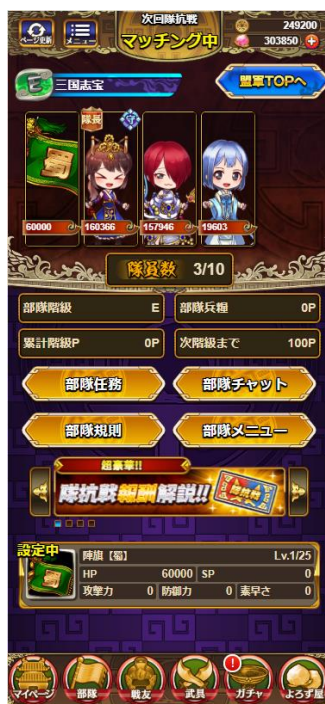 次回隊抗戦
マッチング中
249200
303850
ページ更新
メニュー
E 三国志宝
盟軍TOPへ
隊長
60000
160366
157946
19603
隊員数 3/10
部隊階級 E
部隊兵糧 0P
累計階級P 0P
次階級まで 100P
部隊任務
部隊チャット
部隊規則
部隊メニュー
超豪華!!
隊抗戦報酬解説!!
設定中
陣旗【蜀】 Lv.1/25
HP 60000 SP 0
攻撃力 0 防御力 0 素早さ 0
マイページ
部隊
戦友
武具
ガチャ
よろず屋